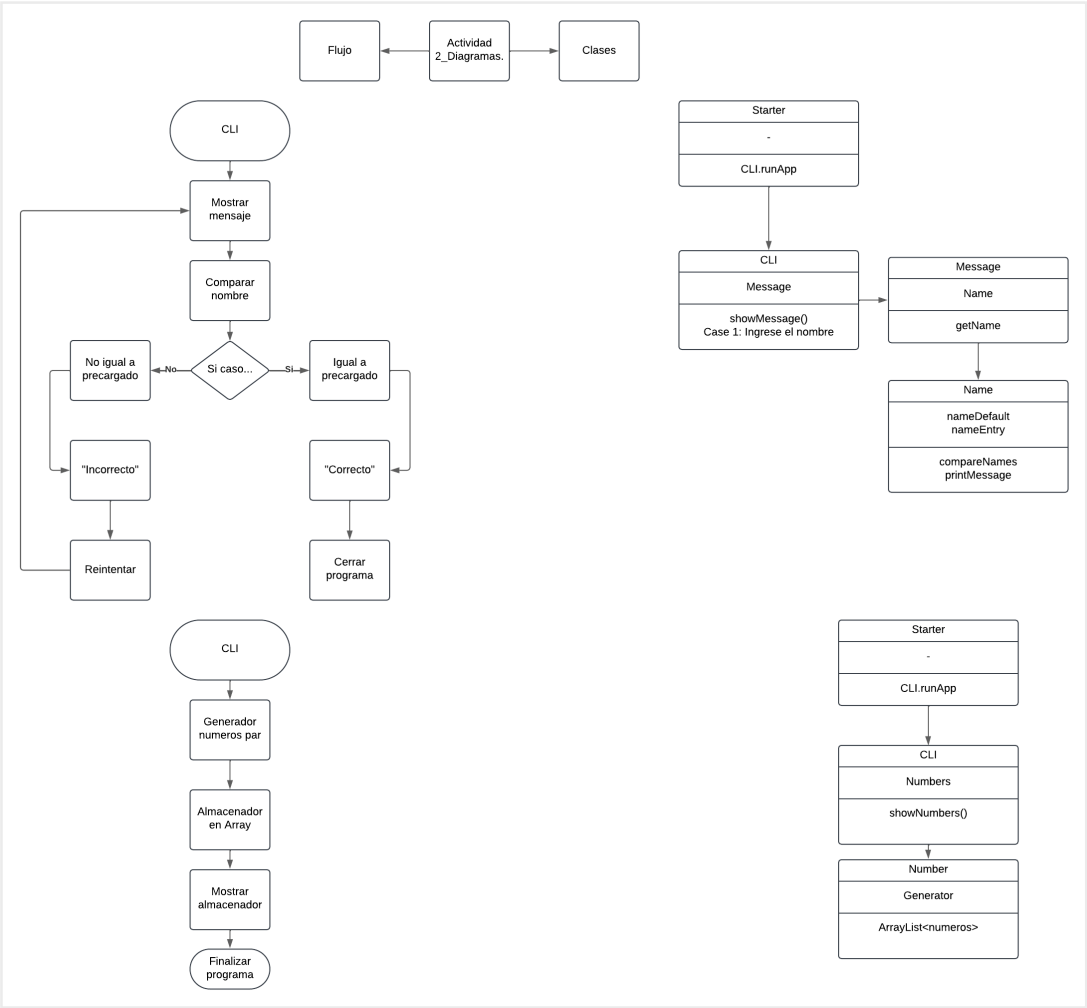 Flujo
Actividad
2_Diagramas.
Clases
CLI
Mostrar
mensaje
Comparar
nombre
Si caso...
No
Si
No igual a
precargado
Igual a
precargado
"Incorrecto"
"Correcto"
Reintentar
Cerrar
programa
Starter
-
CLI.runApp
CLI
Message
showMessage()
Case 1: Ingrese el nombre
Message
Name
getName
Name
nameDefault
nameEntry
compareNames
printMessage
CLI
Generador
numeros par
Almacenador
en Array
Mostrar
almacenador
Finalizar
programa
Starter
-
CLI.runApp
CLI
Numbers
showNumbers()
Number
Generator
ArrayList<numeros>